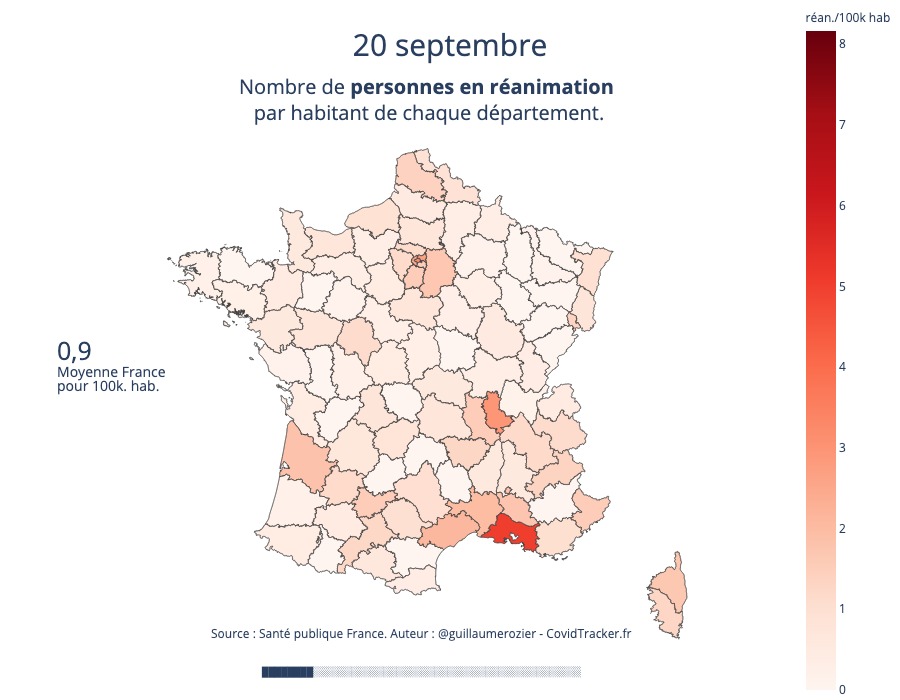 réan./100k hab
20 septembre
Nombre de personnes en réanimation
par habitant de chaque département.
8
7
6
5
4
3
2
1
0
0,9
Moyenne France
pour 100k. hab.
Source : Santé publique France. Auteur : @guillaumerozier - CovidTracker.fr